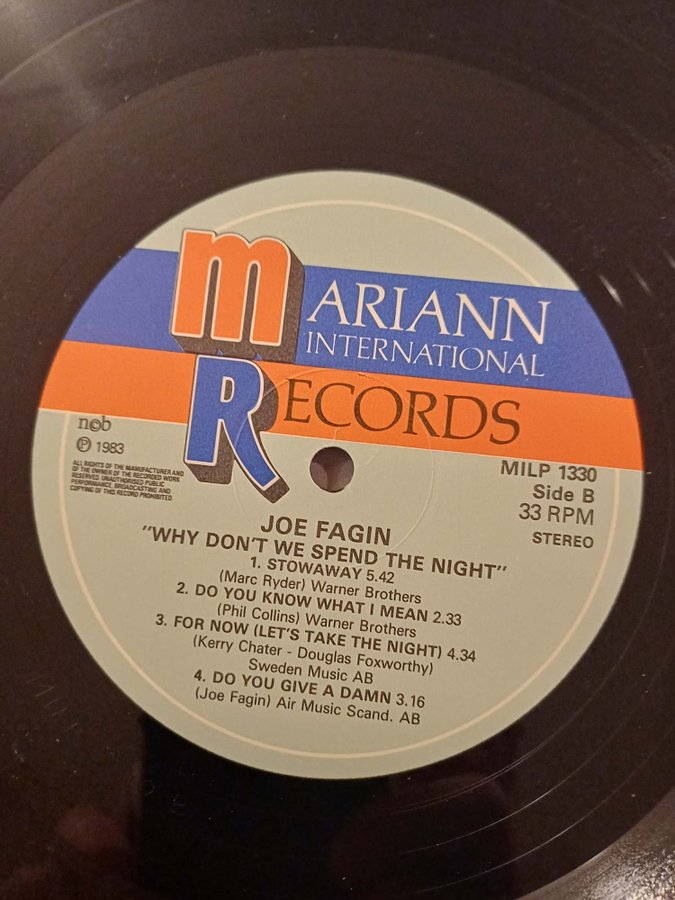 mARIANN
INTERNATIONAL
RECORDS
ncb
Ⓟ 1983
ALL RIGHTS OF THE MANUFACTURER AND
OF THE OWNER OF THE RECORDED WORK
RESERVED. UNAUTHORISED PUBLIC
PERFORMANCE, BROADCASTING AND
COPYING OF THIS RECORD PROHIBITED.
MILP 1330
Side B
33 RPM
STEREO
JOE FAGIN
"WHY DON'T WE SPEND THE NIGHT"
1. STOWAWAY 5.42
(Marc Ryder) Warner Brothers
2. DO YOU KNOW WHAT I MEAN 2.33
(Phil Collins) Warner Brothers
3. FOR NOW (LET'S TAKE THE NIGHT) 4.34
(Kerry Chater - Douglas Foxworthy)
Sweden Music AB
4. DO YOU GIVE A DAMN 3.16
(Joe Fagin) Air Music Scand. AB